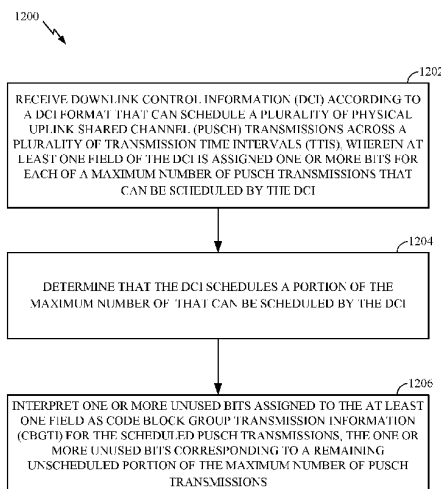 1200
1202
RECEIVE DOWNLINK CONTROL INFORMATION (DCI) ACCORDING TO
A DCI FORMAT THAT CAN SCHEDULE A PLURALITY OF PHYSICAL
UPLINK SHARED CHANNEL (PUSCH) TRANSMISSIONS ACROSS A
PLURALITY OF TRANSMISSION TIME INTERVALS (TTIS), WHEREIN AT
LEAST ONE FIELD OF THE DCI IS ASSIGNED ONE OR MORE BITS FOR
EACH OF A MAXIMUM NUMBER OF PUSCH TRANSMISSIONS THAT
CAN BE SCHEDULED BY THE DCI
1204
DETERMINE THAT THE DCI SCHEDULES A PORTION OF THE
MAXIMUM NUMBER OF THAT CAN BE SCHEDULED BY THE DCI
1206
INTERPRET ONE OR MORE UNUSED BITS ASSIGNED TO THE AT LEAST
ONE FIELD AS CODE BLOCK GROUP TRANSMISSION INFORMATION
(CBGTI) FOR THE SCHEDULED PUSCH TRANSMISSIONS, THE ONE OR
MORE UNUSED BITS CORRESPONDING TO A REMAINING
UNSCHEDULED PORTION OF THE MAXIMUM NUMBER OF PUSCH
TRANSMISSIONS